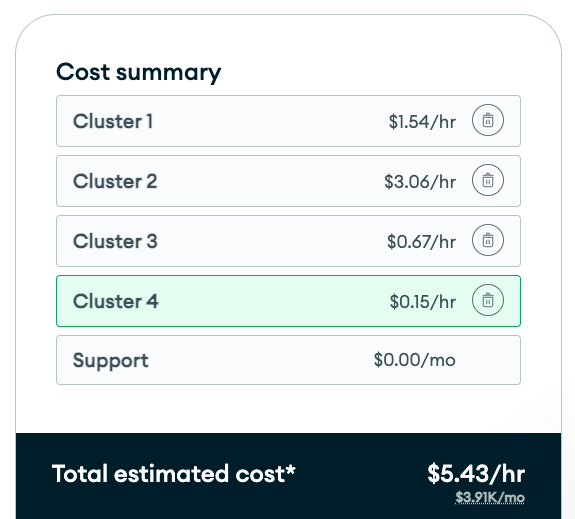 Cost summary
Cluster 1 $1.54/hr
Cluster 2 $3.06/hr
Cluster 3 $0.67/hr
Cluster 4 $0.15/hr
Support $0.00/mo
Total estimated cost* $5.43/hr
$3.91K/mo